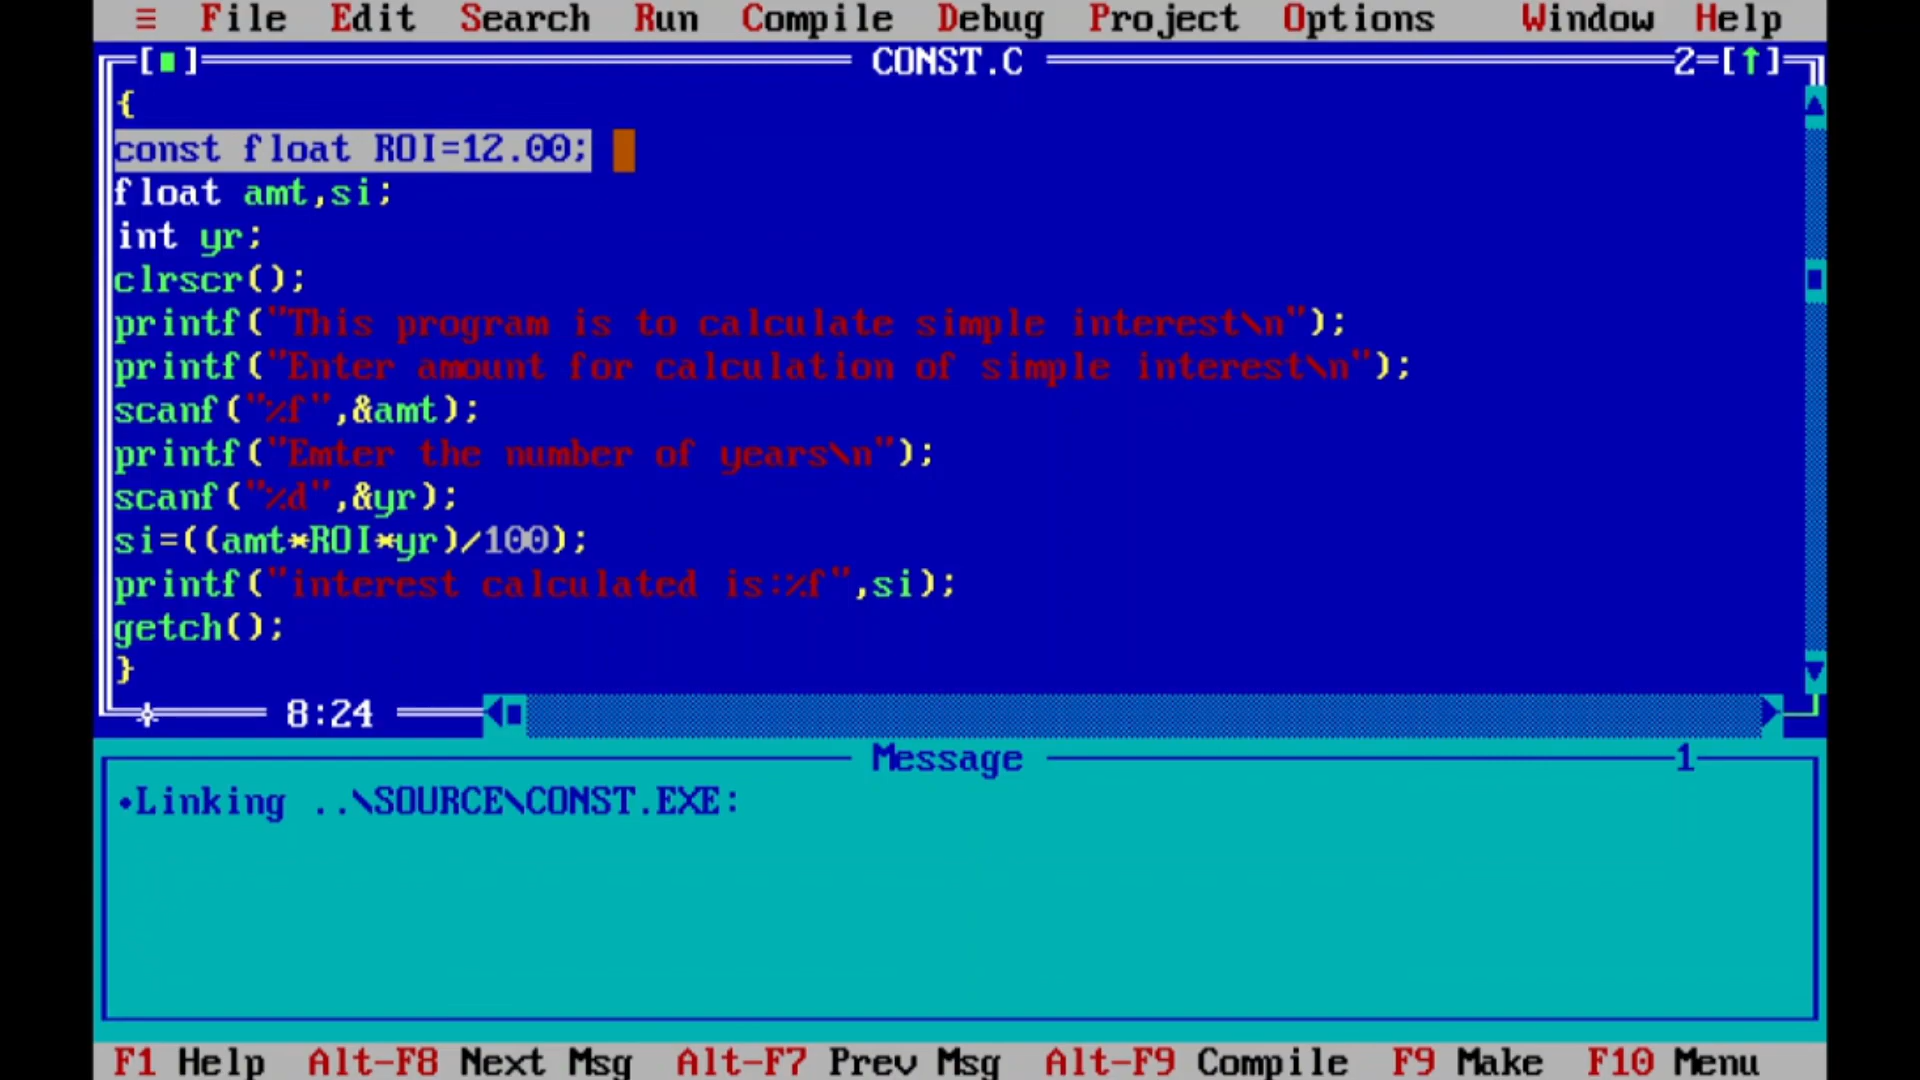 ≡ File Edit Search Run Compile Debug Project Options Window Help
[■] CONST.C 2=[↑]
{
const float ROI=12.00;
float amt,si;
int yr;
clrscr();
printf("This program is to calculate simple interest\n");
printf("Enter amount for calculation of simple interest\n");
scanf("%f",&amt);
printf("Emter the number of years\n");
scanf("%d",&yr);
si=((amt*ROI*yr)/100);
printf("interest calculated is:%f",si);
getch();
}
8:24
Message 1
•Linking ..\SOURCE\CONST.EXE:
F1 Help Alt-F8 Next Msg Alt-F7 Prev Msg Alt-F9 Compile F9 Make F10 Menu